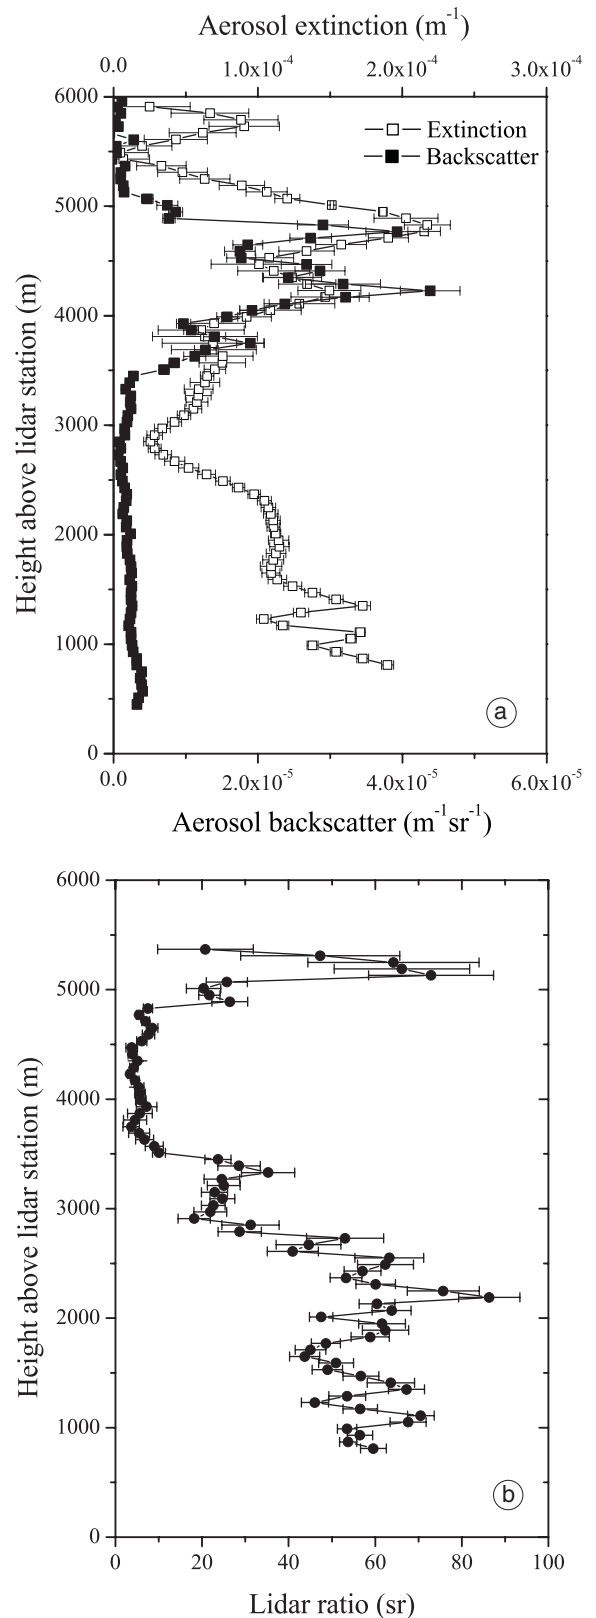 Aerosol extinction (m⁻¹)
0.0 1.0x10⁻⁴ 2.0x10⁻⁴ 3.0x10⁻⁴
6000
Extinction
Backscatter
5000
4000
3000
2000
1000
0
Height above lidar station (m)
a
0.0 2.0x10⁻⁵ 4.0x10⁻⁵ 6.0x10⁻⁵
Aerosol backscatter (m⁻¹sr⁻¹)
6000
5000
4000
3000
2000
1000
0
Height above lidar station (m)
b
0 20 40 60 80 100
Lidar ratio (sr)